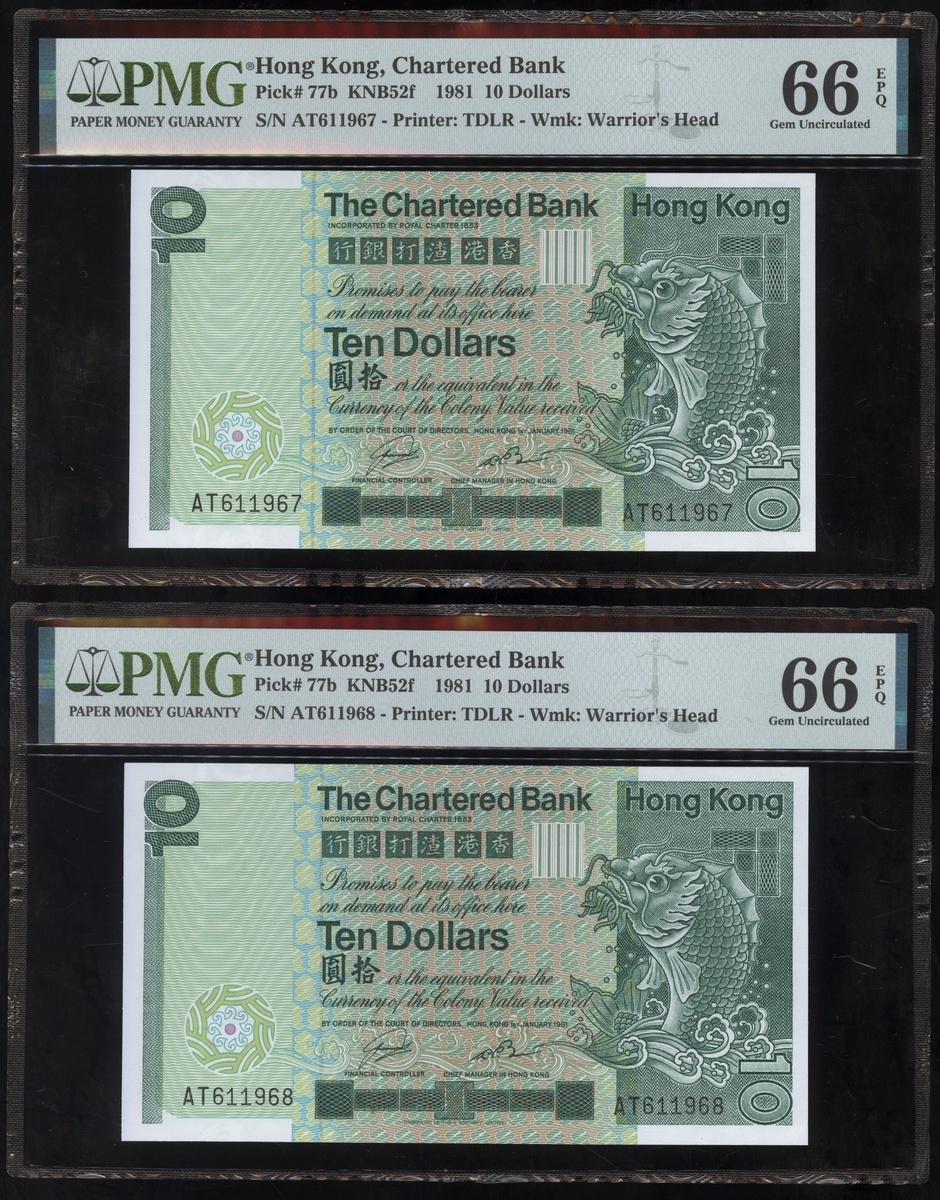 PMG®
PAPER MONEY GUARANTY
Hong Kong, Chartered Bank
Pick# 77b KNB52f 1981 10 Dollars
S/N AT611967 - Printer: TDLR - Wmk: Warrior's Head
66 EPQ
Gem Uncirculated
10
The Chartered Bank
Hong Kong
INCORPORATED BY ROYAL CHARTER 1853
行銀打渣港香
Promises to pay the bearer
on demand at its office here
Ten Dollars
圓拾 or the equivalent in the
Currency of the Colony. Value received
BY ORDER OF THE COURT OF DIRECTORS. HONG KONG 1st JANUARY 1981.
FINANCIAL CONTROLLER CHIEF MANAGER IN HONG KONG
AT611967
AT611967
10
PMG®
PAPER MONEY GUARANTY
Hong Kong, Chartered Bank
Pick# 77b KNB52f 1981 10 Dollars
S/N AT611968 - Printer: TDLR - Wmk: Warrior's Head
66 EPQ
Gem Uncirculated
10
The Chartered Bank
Hong Kong
INCORPORATED BY ROYAL CHARTER 1853
行銀打渣港香
Promises to pay the bearer
on demand at its office here
Ten Dollars
圓拾 or the equivalent in the
Currency of the Colony. Value received
BY ORDER OF THE COURT OF DIRECTORS. HONG KONG 1st JANUARY 1981.
FINANCIAL CONTROLLER CHIEF MANAGER IN HONG KONG
AT611968
AT611968
10